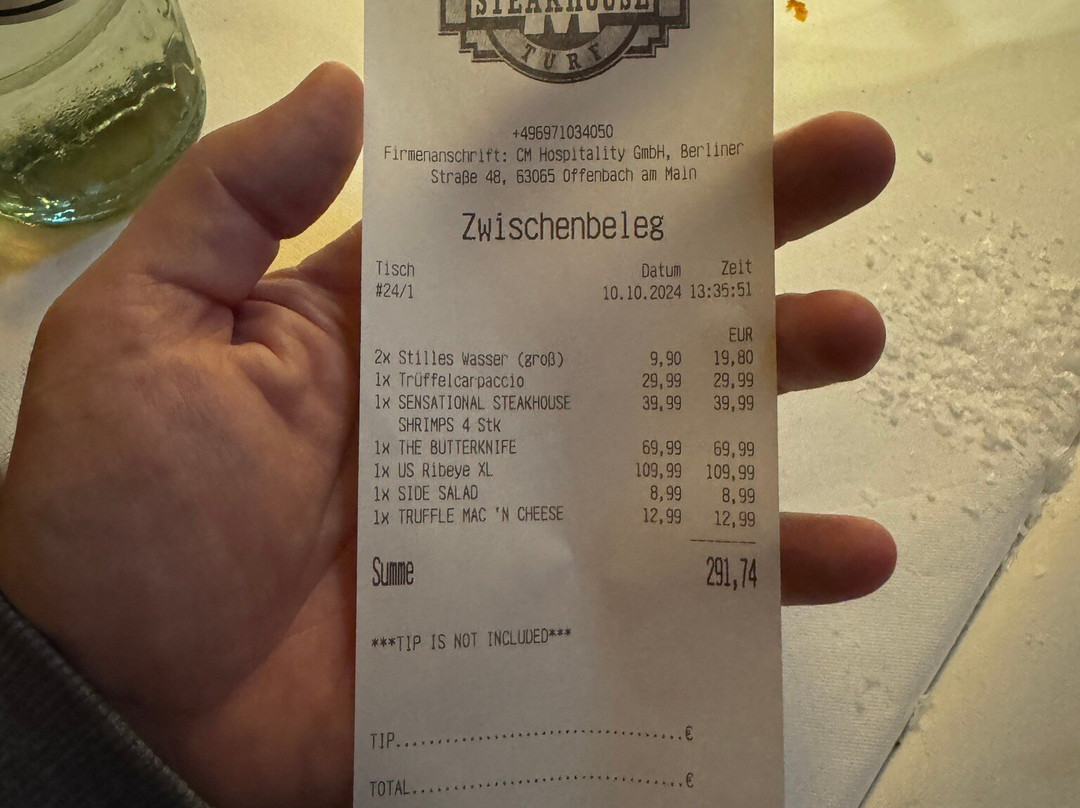 STEAKHOUSE
M
TURF
+496971034050
Firmenanschrift: CM Hospitality GmbH, Berliner
Straße 48, 63065 Offenbach am Main
Zwischenbeleg
Tisch Datum Zeit
#24/1 10.10.2024 13:35:51
EUR
2x Stilles Wasser (groß) 9,90 19,80
1x Trüffelcarpaccio 29,99 29,99
1x SENSATIONAL STEAKHOUSE 39,99 39,99
SHRIMPS 4 Stk
1x THE BUTTERKNIFE 69,99 69,99
1x US Ribeye XL 109,99 109,99
1x SIDE SALAD 8,99 8,99
1x TRUFFLE MAC 'N CHEESE 12,99 12,99
Summe 291,74
***TIP IS NOT INCLUDED***
TIP........................................€
TOTAL......................................€